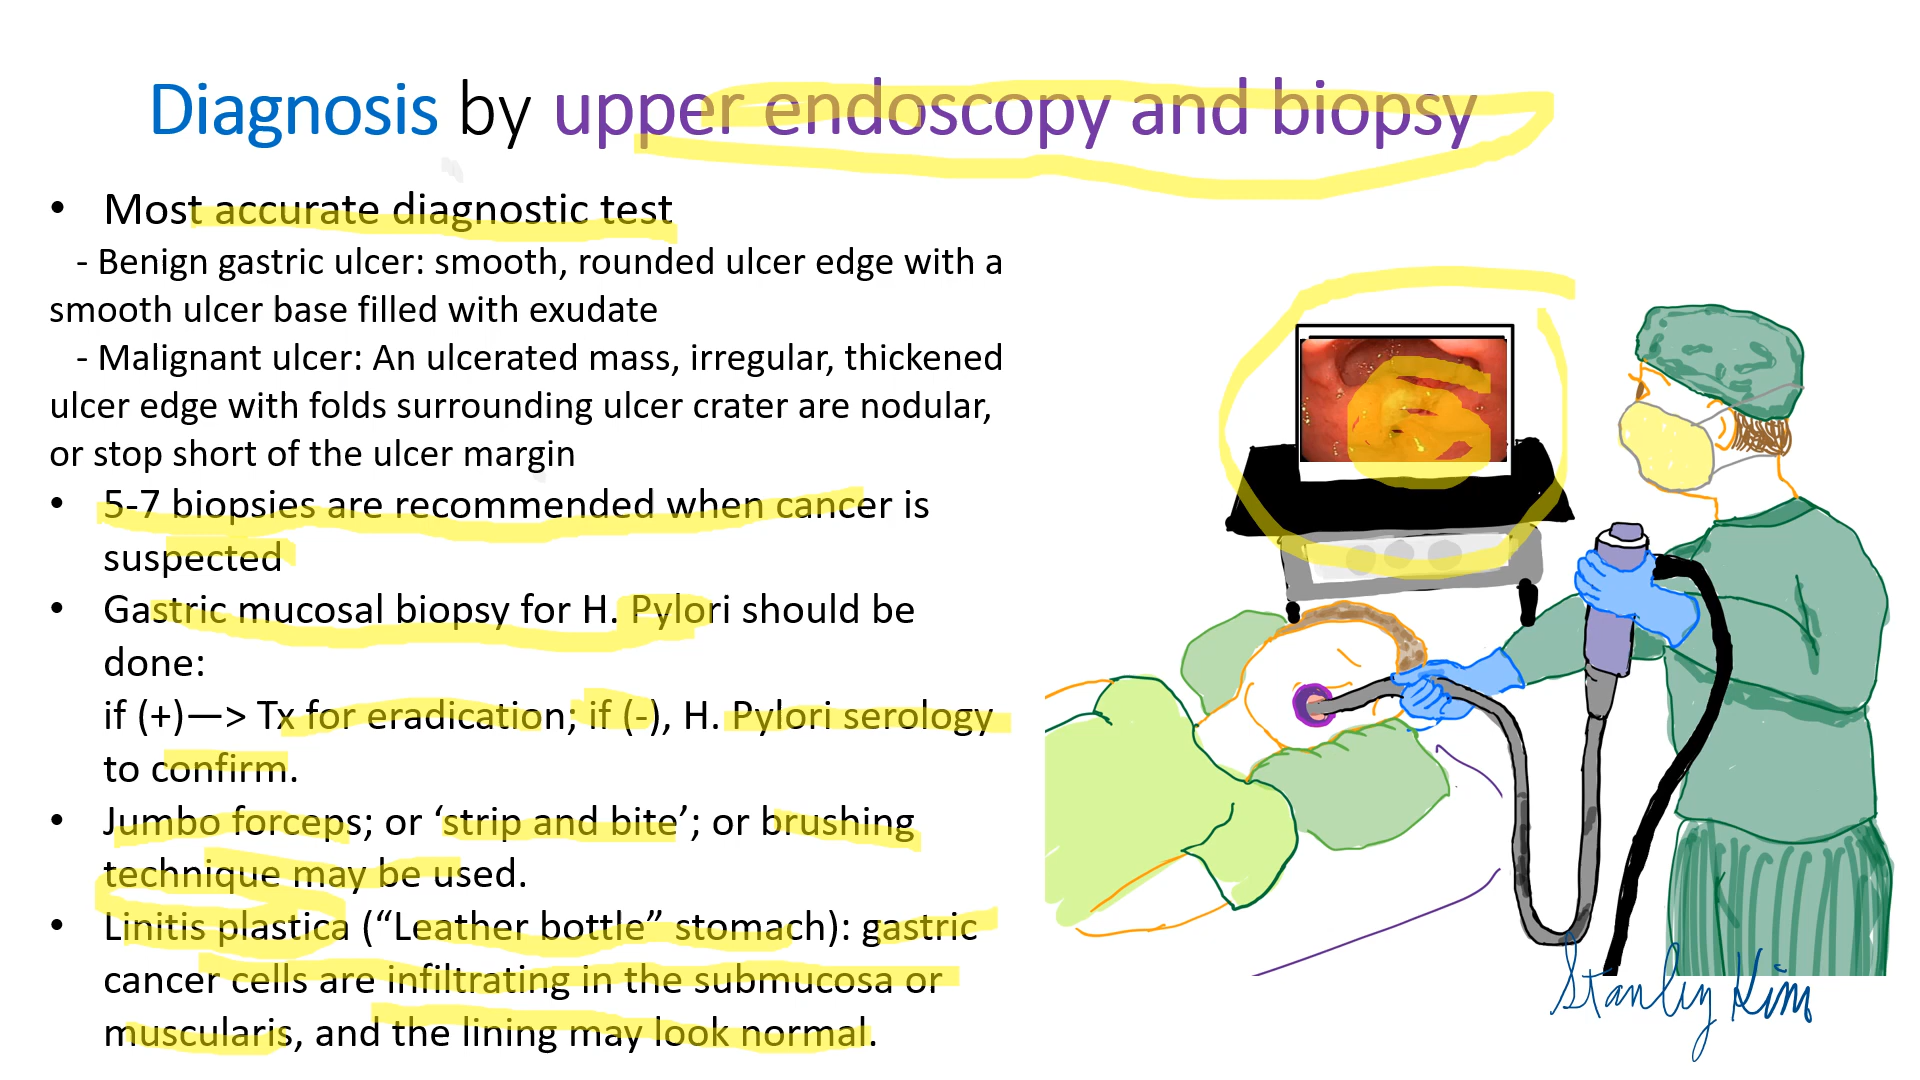 Diagnosis by upper endoscopy and biopsy
• Most accurate diagnostic test
- Benign gastric ulcer: smooth, rounded ulcer edge with a
smooth ulcer base filled with exudate
- Malignant ulcer: An ulcerated mass, irregular, thickened
ulcer edge with folds surrounding ulcer crater are nodular,
or stop short of the ulcer margin
• 5-7 biopsies are recommended when cancer is
suspected
• Gastric mucosal biopsy for H. Pylori should be
done:
if (+)—> Tx for eradication; if (-), H. Pylori serology
to confirm.
• Jumbo forceps; or ‘strip and bite’; or brushing
technique may be used.
• Linitis plastica (“Leather bottle” stomach): gastric
cancer cells are infiltrating in the submucosa or
muscularis, and the lining may look normal.
Stanley Kim